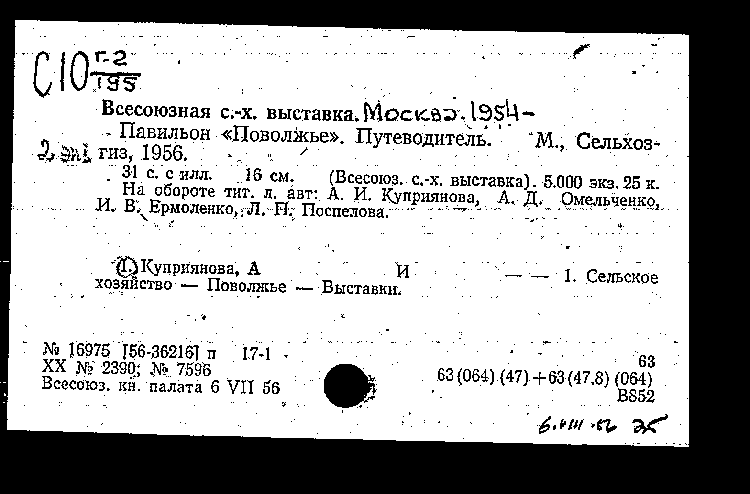 С10 Г-2
195
Всесоюзная с.-х. выставка. Москва. 1954-
Павильон «Поволжье». Путеводитель. М., Сельхоз-
2 экз гиз, 1956.
31 с. с илл. 16 см. (Всесоюз. с.-х. выставка). 5.000 экз. 25 к.
На обороте тит. л. авт: А. И. Куприянова, А. Д. Омельченко,
И. В. Ермоленко, Л. Н. Поспелова.
(I.) Куприянова, А И — — 1. Сельское
хозяйство — Поволжье — Выставки.
№ 16975 [56-36216] п 17-1
XX № 2390; № 7596
Всесоюз. кн. палата 6 VII 56
63
63(064)(47)+63(47.8)(064)
В852
6.VIII.56